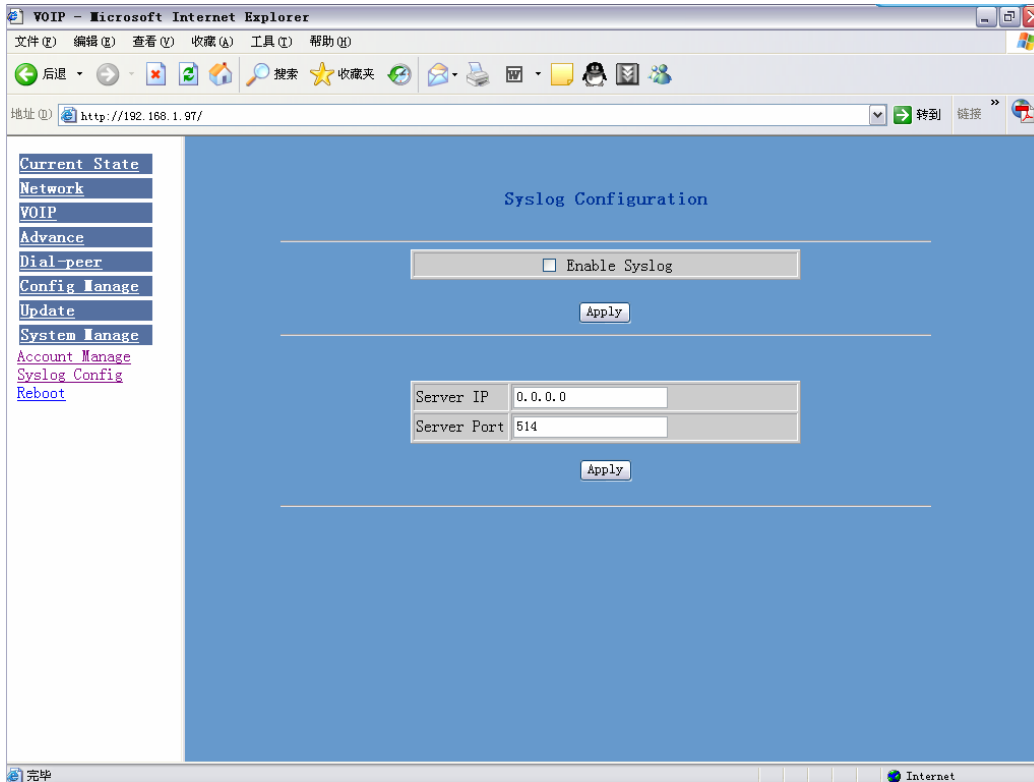 VOIP - Microsoft Internet Explorer
文件(F) 编辑(E) 查看(V) 收藏(A) 工具(T) 帮助(H)
后退 搜索 收藏夹
地址(D) http://192.168.1.97/ 转到 链接 »
Current State
Network
VOIP
Advance
Dial-peer
Config Manage
Update
System Manage
Account Manage
Syslog Config
Reboot
Syslog Configuration
Enable Syslog
Apply
Server IP 0.0.0.0
Server Port 514
Apply
完毕 Internet